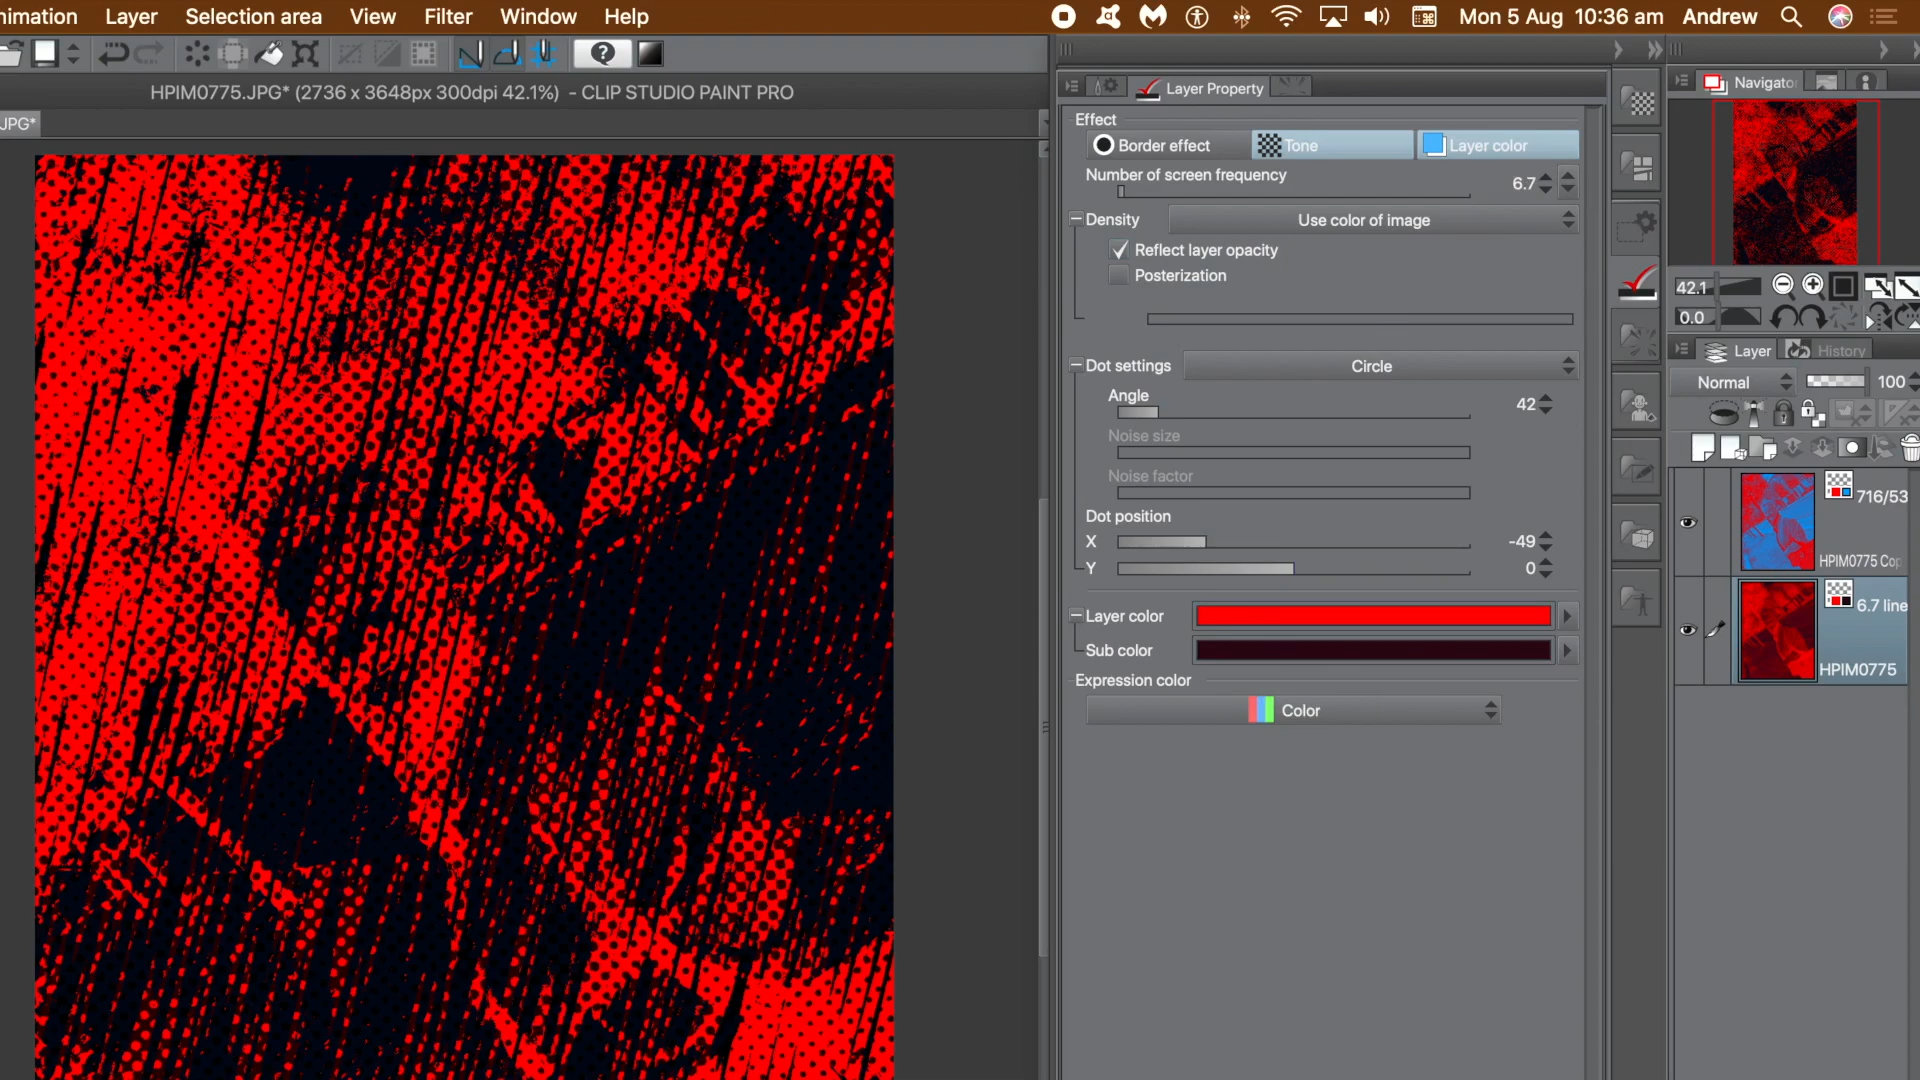 nimation Layer Selection area View Filter Window Help Mon 5 Aug 10:36 am Andrew
HPIM0775.JPG* (2736 x 3648px 300dpi 42.1%) - CLIP STUDIO PAINT PRO
JPG*
Layer Property
Effect
Border effect Tone Layer color
Number of screen frequency 6.7
Density Use color of image
Reflect layer opacity
Posterization
Dot settings Circle
Angle 42
Noise size
Noise factor
Dot position
X -49
Y 0
Layer color
Sub color
Expression color
Color
Navigato
42.1
0.0
Layer History
Normal 100
716/53
HPIM0775 Cop
6.7 line
HPIM0775